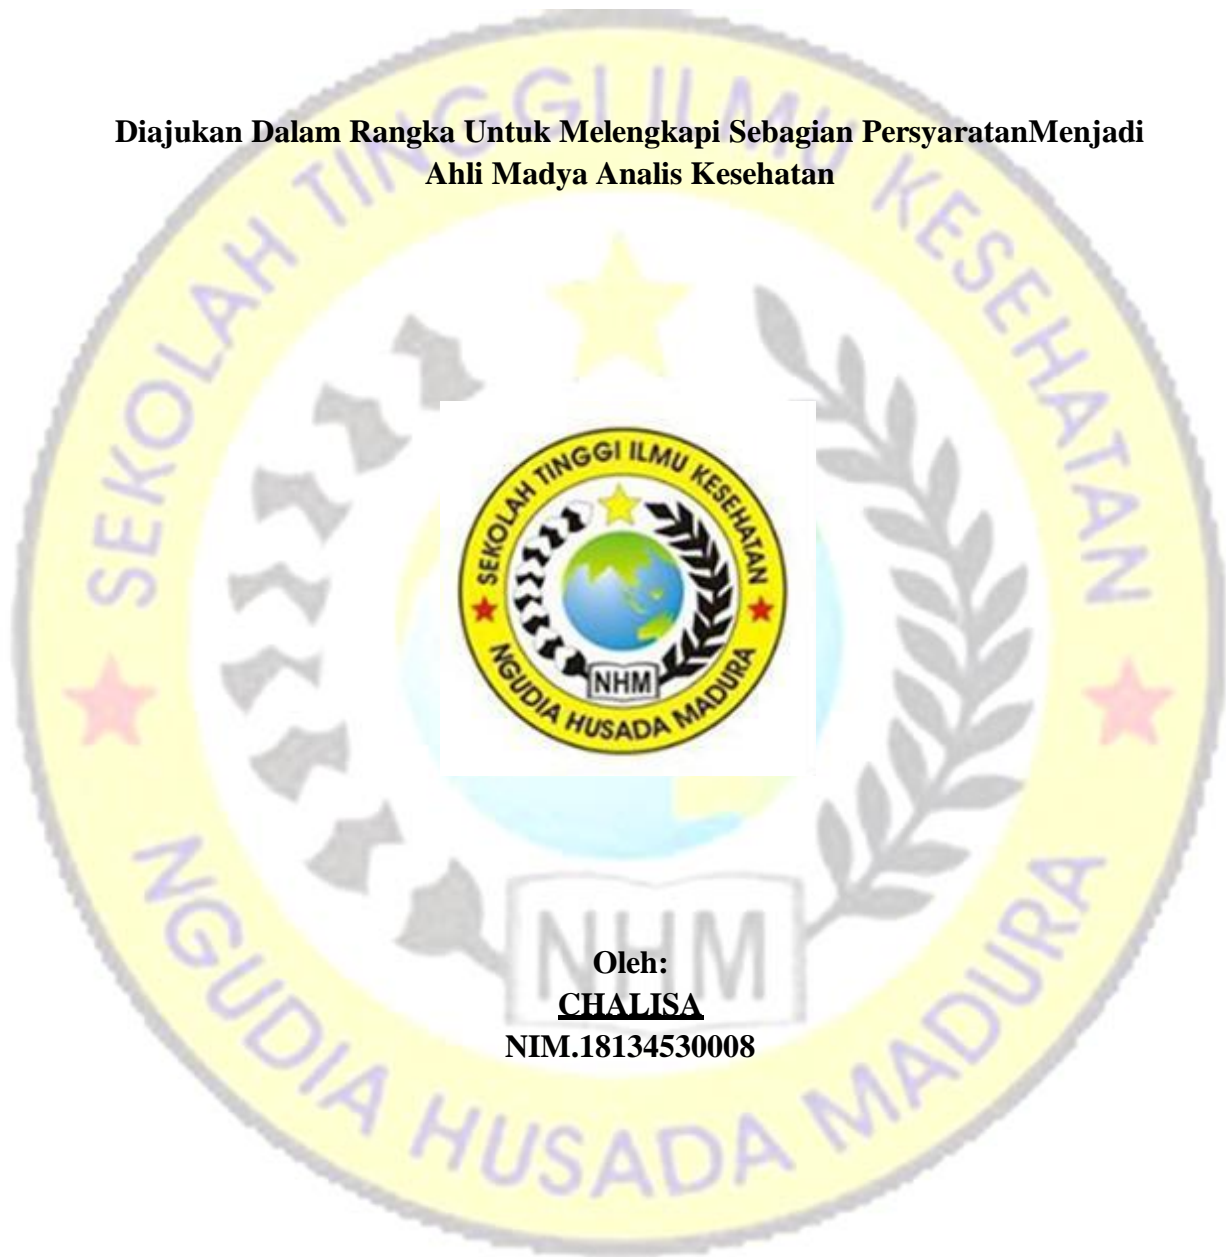 Diajukan Dalam Rangka Untuk Melengkapi Sebagian PersyaratanMenjadi
Ahli Madya Analis Kesehatan
SEKOLAH TINGGI ILMU KESEHATAN
NGUDIA HUSADA MADURA
NHM
SEKOLAH TINGGI ILMU KESEHATAN
NHM
NGUDIA HUSADA MADURA
Oleh:
CHALISA
NIM.18134530008